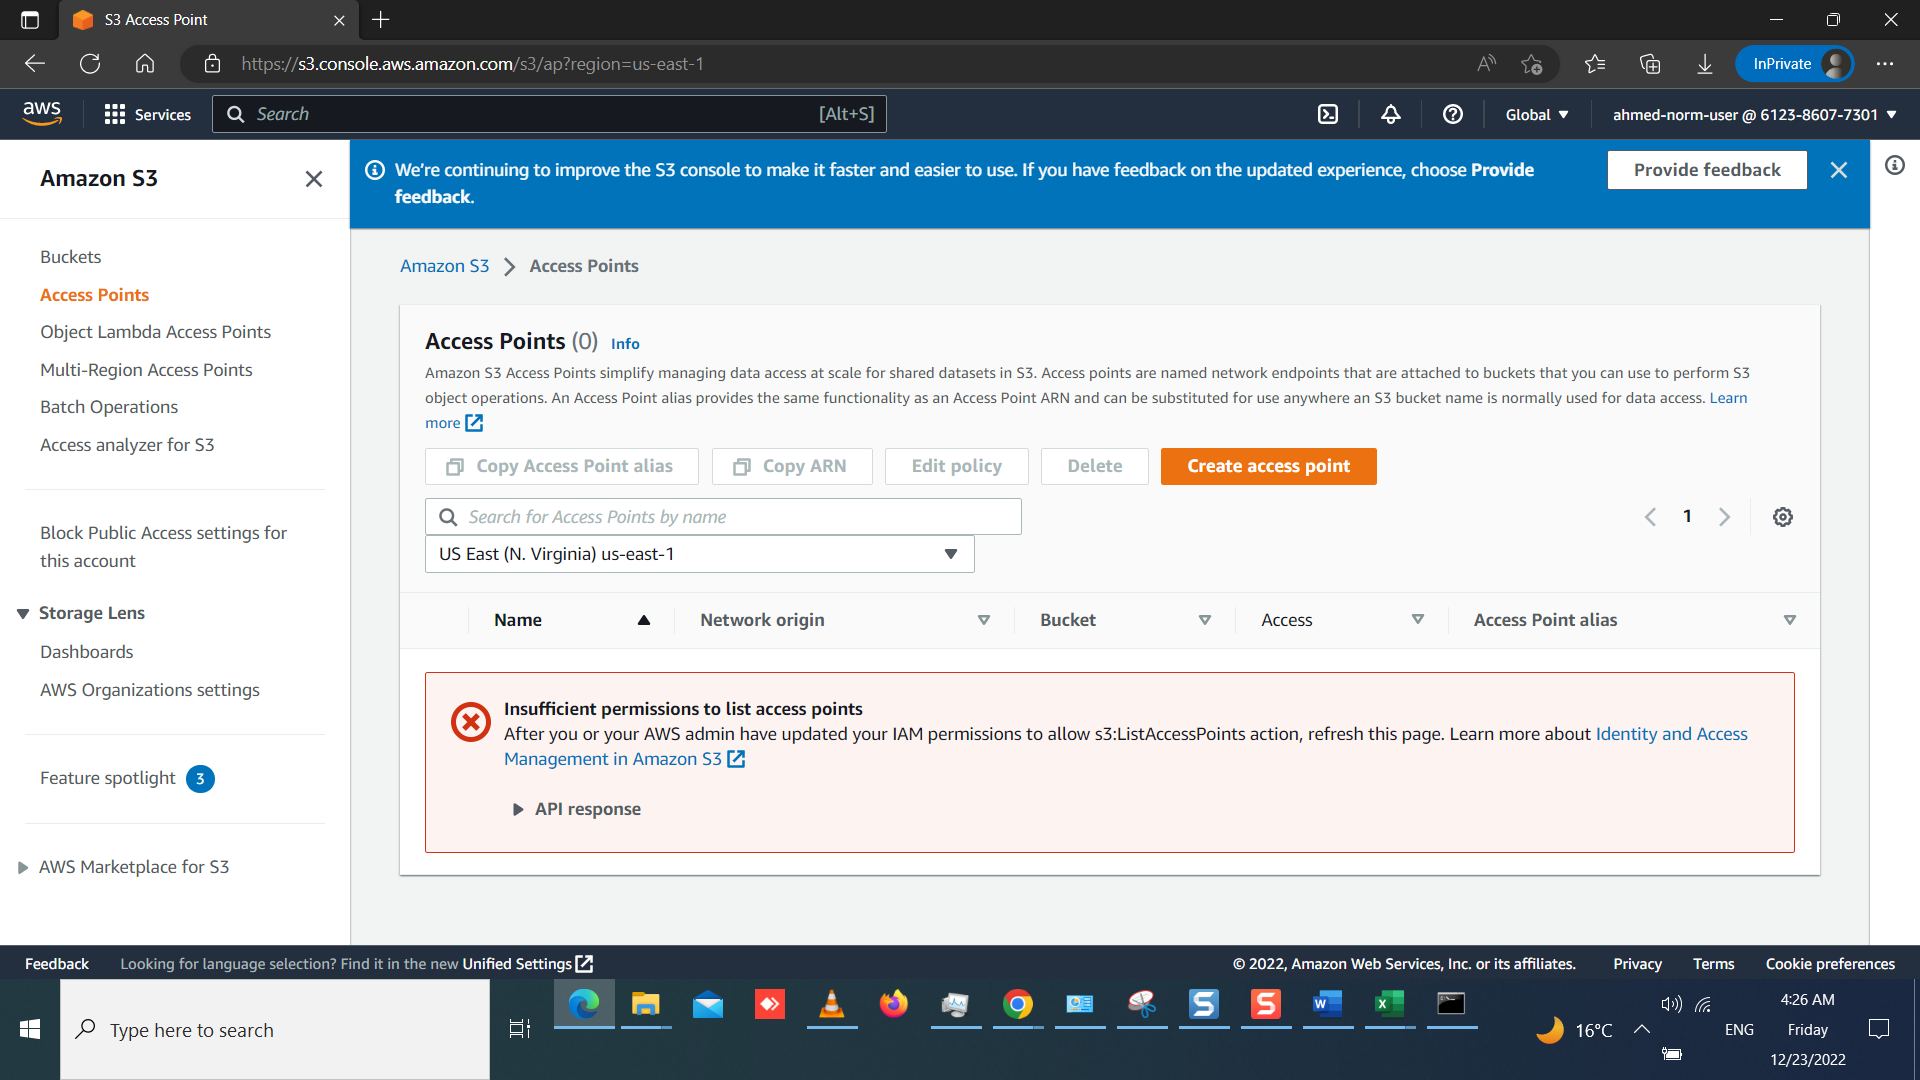 S3 Access Point
https://s3.console.aws.amazon.com/s3/ap?region=us-east-1
InPrivate
aws
Services
Search
[Alt+S]
Global
ahmed-norm-user @ 6123-8607-7301
Amazon S3
Buckets
Access Points
Object Lambda Access Points
Multi-Region Access Points
Batch Operations
Access analyzer for S3
Block Public Access settings for
this account
Storage Lens
Dashboards
AWS Organizations settings
Feature spotlight 3
AWS Marketplace for S3
We're continuing to improve the S3 console to make it faster and easier to use. If you have feedback on the updated experience, choose Provide
feedback.
Provide feedback
Amazon S3 > Access Points
Access Points (0) Info
Amazon S3 Access Points simplify managing data access at scale for shared datasets in S3. Access points are named network endpoints that are attached to buckets that you can use to perform S3
object operations. An Access Point alias provides the same functionality as an Access Point ARN and can be substituted for use anywhere an S3 bucket name is normally used for data access. Learn
more
Copy Access Point alias
Copy ARN
Edit policy
Delete
Create access point
Search for Access Points by name
1
US East (N. Virginia) us-east-1
Name
Network origin
Bucket
Access
Access Point alias
Insufficient permissions to list access points
After you or your AWS admin have updated your IAM permissions to allow s3:ListAccessPoints action, refresh this page. Learn more about Identity and Access
Management in Amazon S3
API response
Feedback
Looking for language selection? Find it in the new Unified Settings
© 2022, Amazon Web Services, Inc. or its affiliates.
Privacy
Terms
Cookie preferences
Type here to search
16°C
ENG
4:26 AM
Friday
12/23/2022